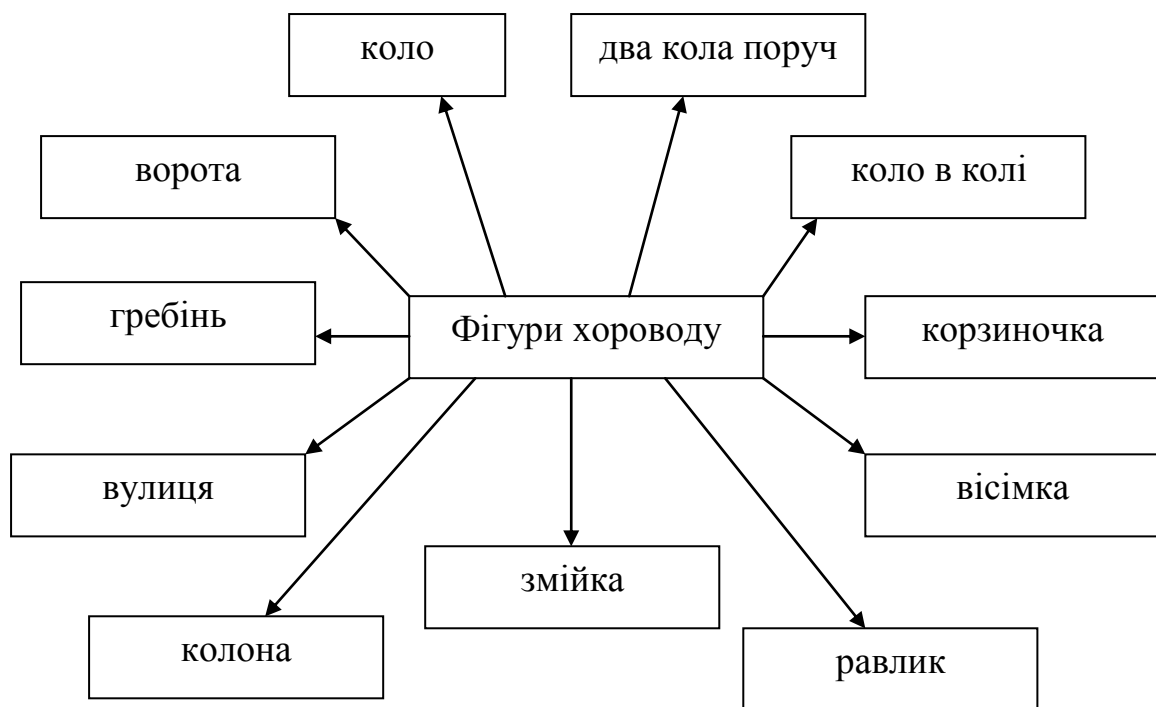 коло
два кола поруч
ворота
коло в колі
гребінь
Фігури хороводу
корзиночка
вулиця
вісімка
змійка
колона
равлик